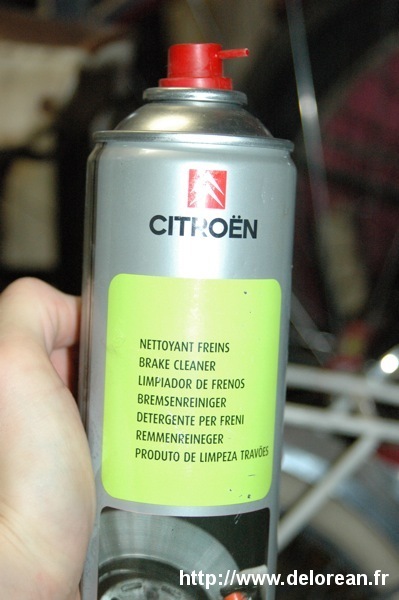 CITROËN
NETTOYANT FREINS
BRAKE CLEANER
LIMPIADOR DE FRENOS
BREMSENREINIGER
DETERGENTE PER FRENI
REMMENREINEGER
PRODUTO DE LIMPEZA TRAVÕES
http://www.delorean.fr